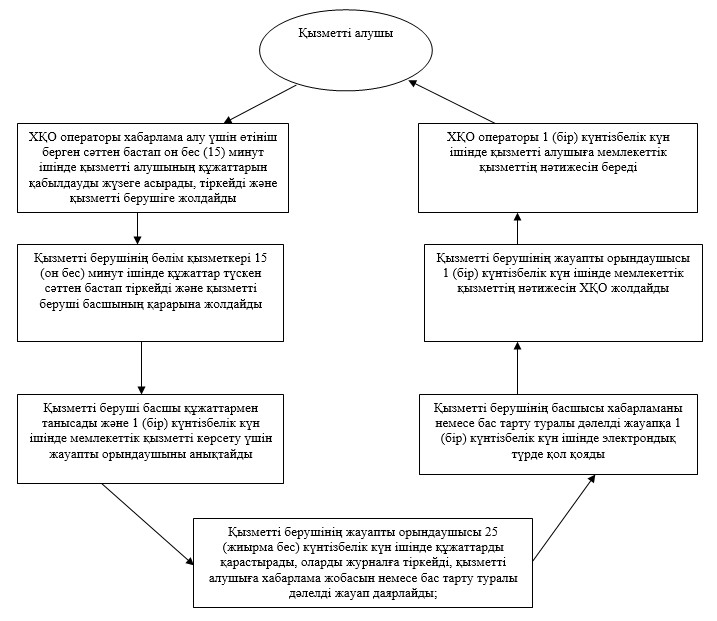 Қызметті алушы
ХҚО операторы хабарлама алу үшін өтініш
берген сәттен бастап он бес (15) минут
ішінде қызметті алушының құжаттарын
қабылдауды жүзеге асырады, тіркейді және
қызметті берушіге жолдайды
Қызметті берушінің бөлім қызметкері 15
(он бес) минут ішінде құжаттар түскен
сәттен бастап тіркейді және қызметті
беруші басшының қарарына жолдайды
Қызметті беруші басшы құжаттармен
танысады және 1 (бір) күнтізбелік күн
ішінде мемлекеттік қызметті көрсету үшін
жауапты орындаушыны анықтайды
Қызметті берушінің жауапты орындаушысы 25
(жиырма бес) күнтізбелік күн ішінде құжаттарды
қарастырады, оларды журналға тіркейді, қызметті
алушыға хабарлама жобасын немесе бас тарту туралы
дәлелді жауап даярлайды;
Қызметті берушінің басшысы хабарламаны
немесе бас тарту туралы дәлелді жауапқа 1
(бір) күнтізбелік күн ішінде электрондық
түрде қол қояды
Қызметті берушінің жауапты орындаушысы
1 (бір) күнтізбелік күн ішінде мемлекеттік
қызметтің нәтижесін ХҚО жолдайды
ХҚО операторы 1 (бір) күнтізбелік күн
ішінде қызметті алушыға мемлекеттік
қызметтің нәтижесін береді